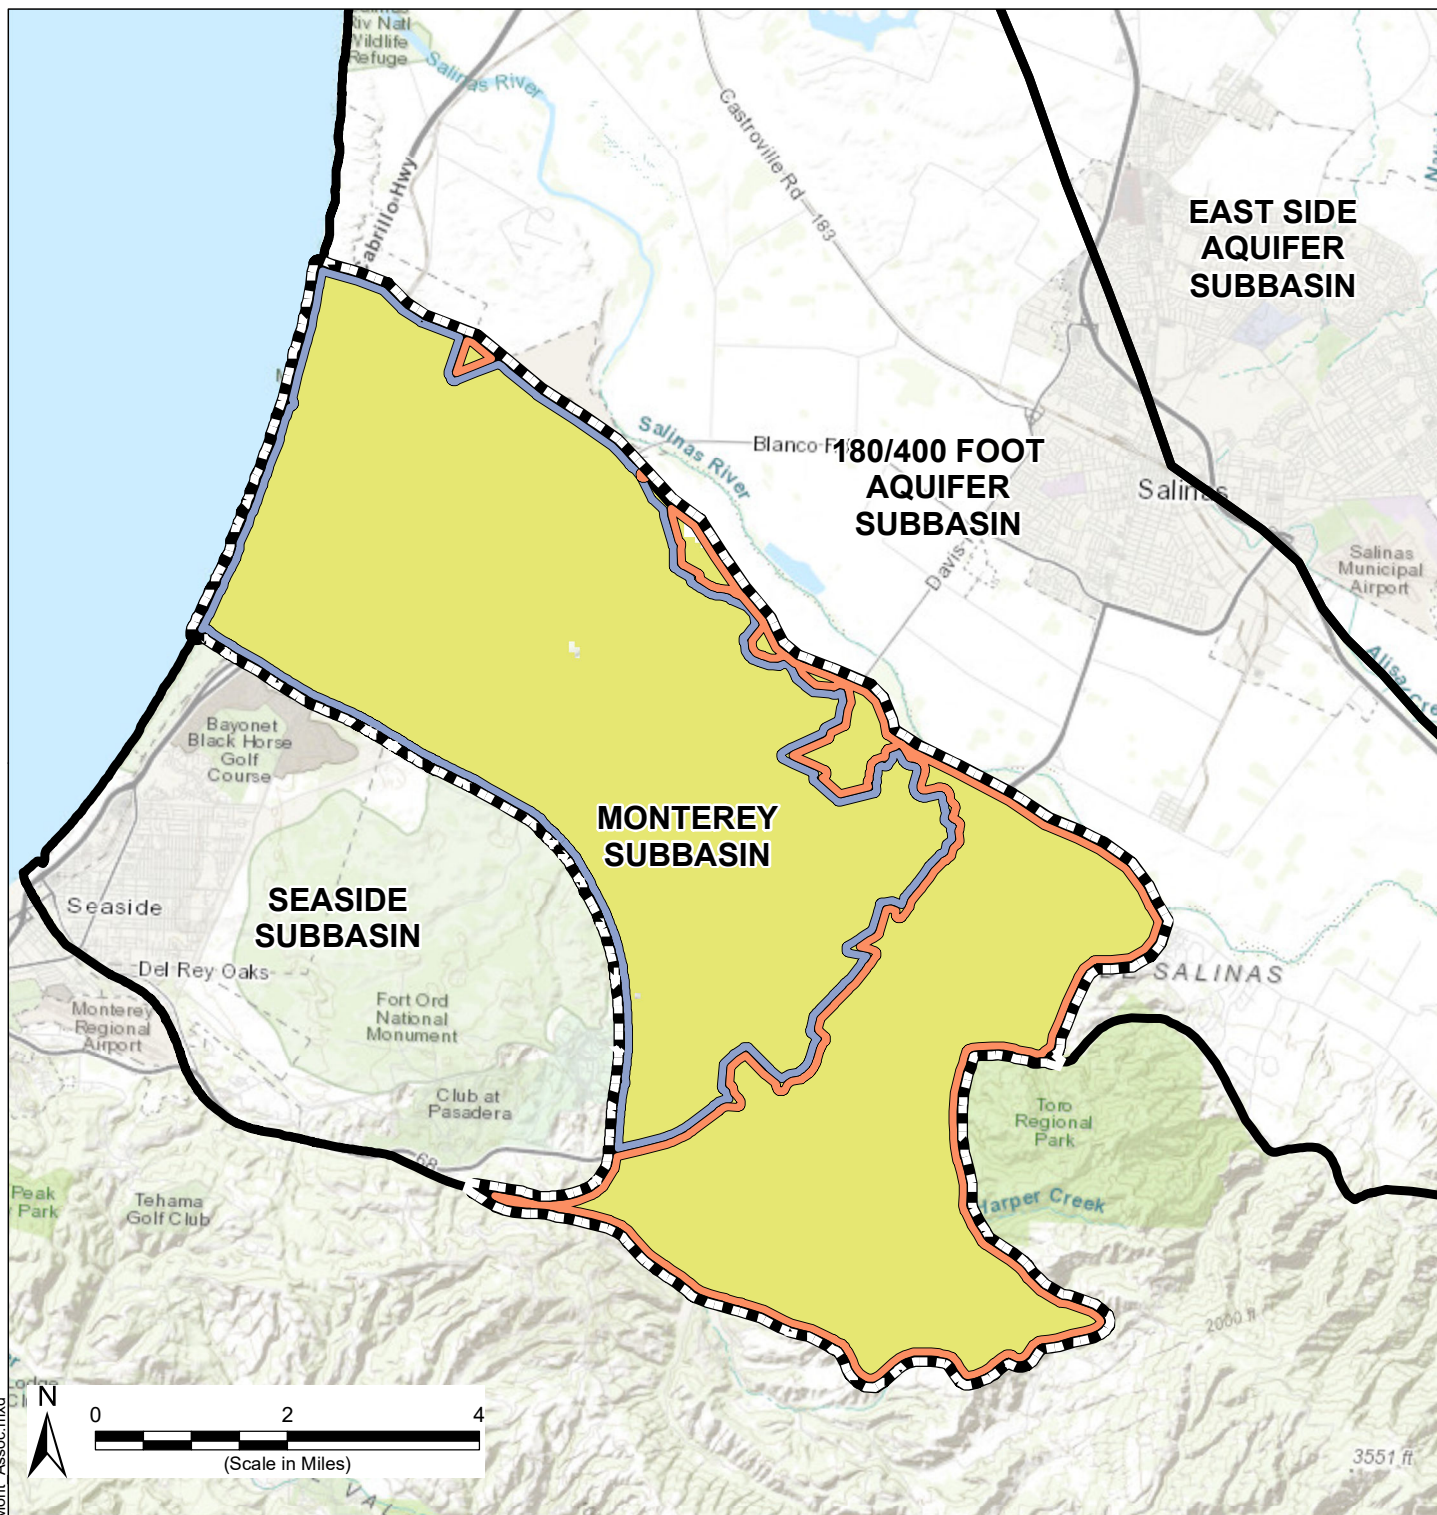 Riv Natl
Wildlife
Refuge
Salinas River
Castroville Rd
183
Cabrillo Hwy
EAST SIDE
AQUIFER
SUBBASIN
Salinas River
Blanco
180/400 FOOT
AQUIFER
SUBBASIN
Salinas
Davis
Salinas
Municipal
Airport
Bayonet
Black Horse
Golf
Course
MONTEREY
SUBBASIN
SEASIDE
SUBBASIN
Seaside
Del Rey Oaks
SALINAS
Fort Ord
National
Monument
Monterey
Regional
Airport
Club at
Pasadera
Toro
Regional
Park
68
Peak
Park
Tehama
Golf Club
Harper Creek
2000 ft
N
0 2 4
(Scale in Miles)
3551 ft